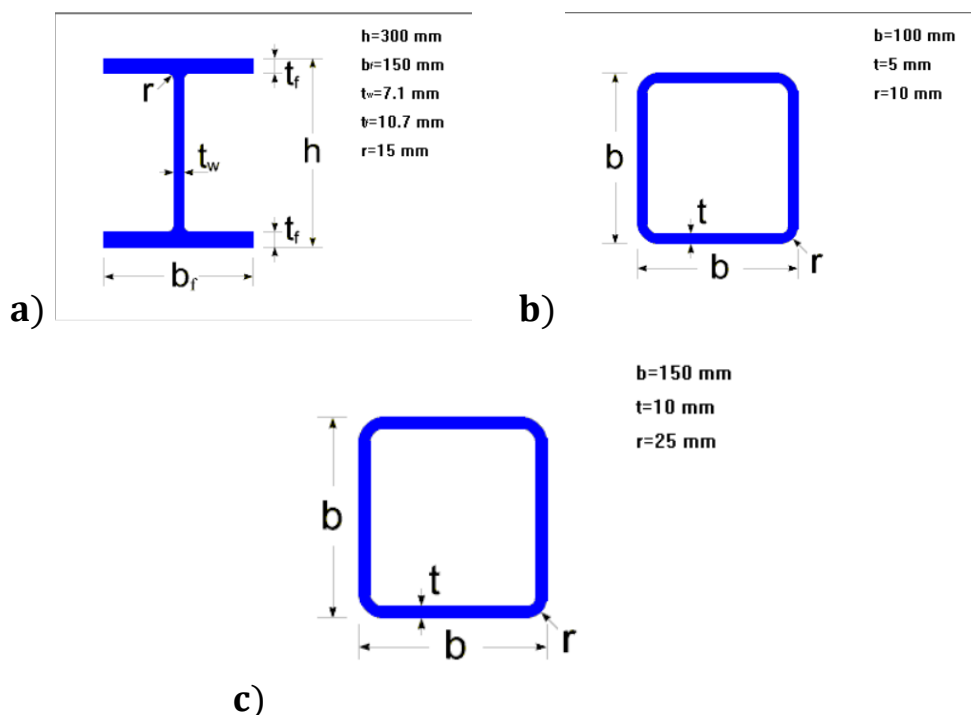 h=300 mm
bf=150 mm
tw=7.1 mm
tf=10.7 mm
r=15 mm
tf
r
h
tw
tf
bf
a)
b=100 mm
t=5 mm
r=10 mm
b
t
b
r
b)
b=150 mm
t=10 mm
r=25 mm
b
t
b
r
c)